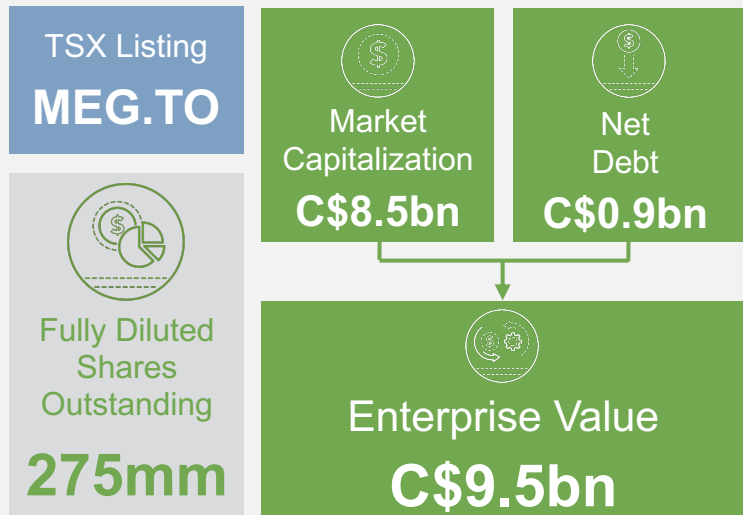 TSX Listing
MEG.TO
Fully Diluted
Shares
Outstanding
275mm
$
Market
Capitalization
C$8.5bn
$
Net
Debt
C$0.9bn
$
Enterprise Value
C$9.5bn